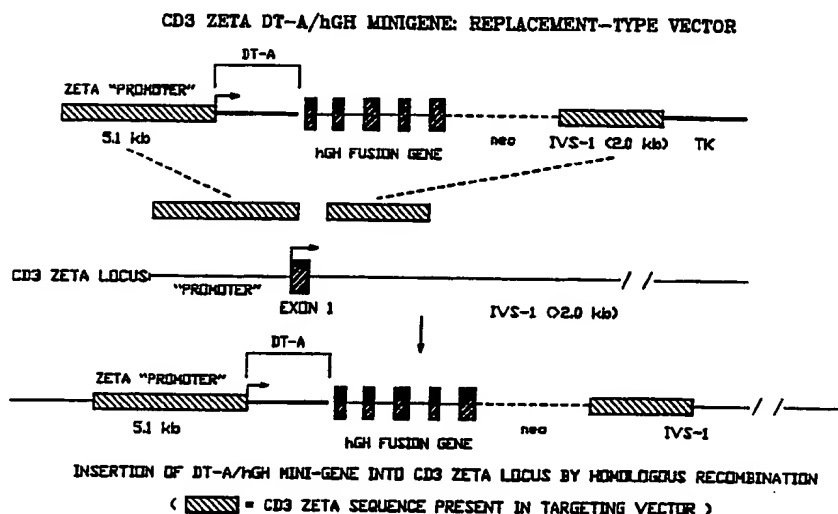 CD3 ZETA DT-A/hGH MINIGENE: REPLACEMENT-TYPE VECTOR
DT-A
ZETA "PROMOTER"
5.1 kb
hGH FUSION GENE
neo
IVS-1 (2.0 kb)
TK
CD3 ZETA LOCUS
"PROMOTER"
EXON 1
IVS-1 (>2.0 kb)
DT-A
ZETA "PROMOTER"
5.1 kb
hGH FUSION GENE
neo
IVS-1
INSERTION OF DT-A/hGH MINI-GENE INTO CD3 ZETA LOCUS BY HOMOLOGOUS RECOMBINATION
( = CD3 ZETA SEQUENCE PRESENT IN TARGETING VECTOR )